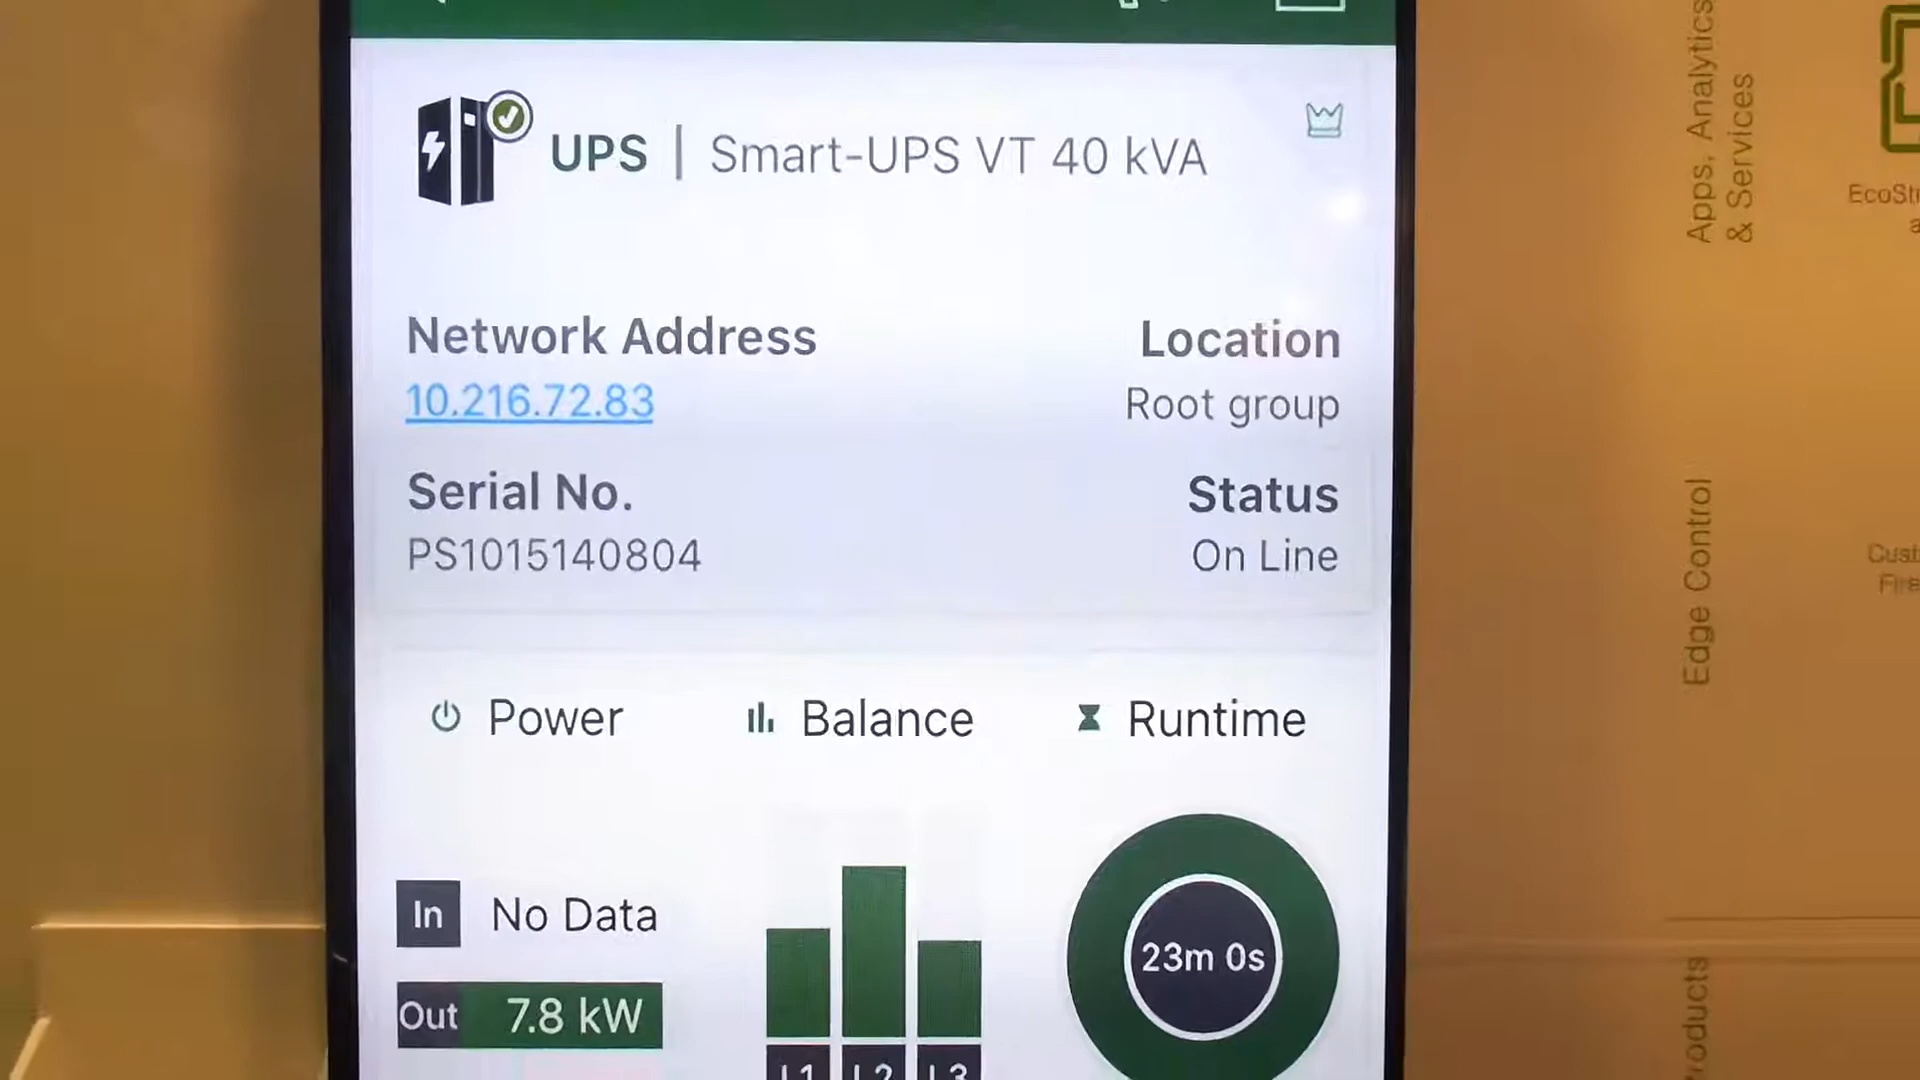 UPS | Smart-UPS VT 40 kVA
Network Address
10.216.72.83
Location
Root group
Serial No.
PS1015140804
Status
On Line
Power
Balance
Runtime
In
No Data
Out
7.8 kW
L1
L2
L3
23m 0s
Apps, Analytics
& Services
Edge Control